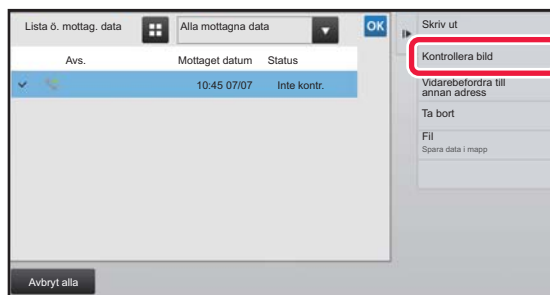 Lista ö. mottag. data
Alla mottagna data
OK
Avs.
Mottaget datum
Status
10:45 07/07
Inte kontr.
Skriv ut
Kontrollera bild
Vidarebefordra till
annan adress
Ta bort
Fil
Spara data i mapp
Avbryt alla